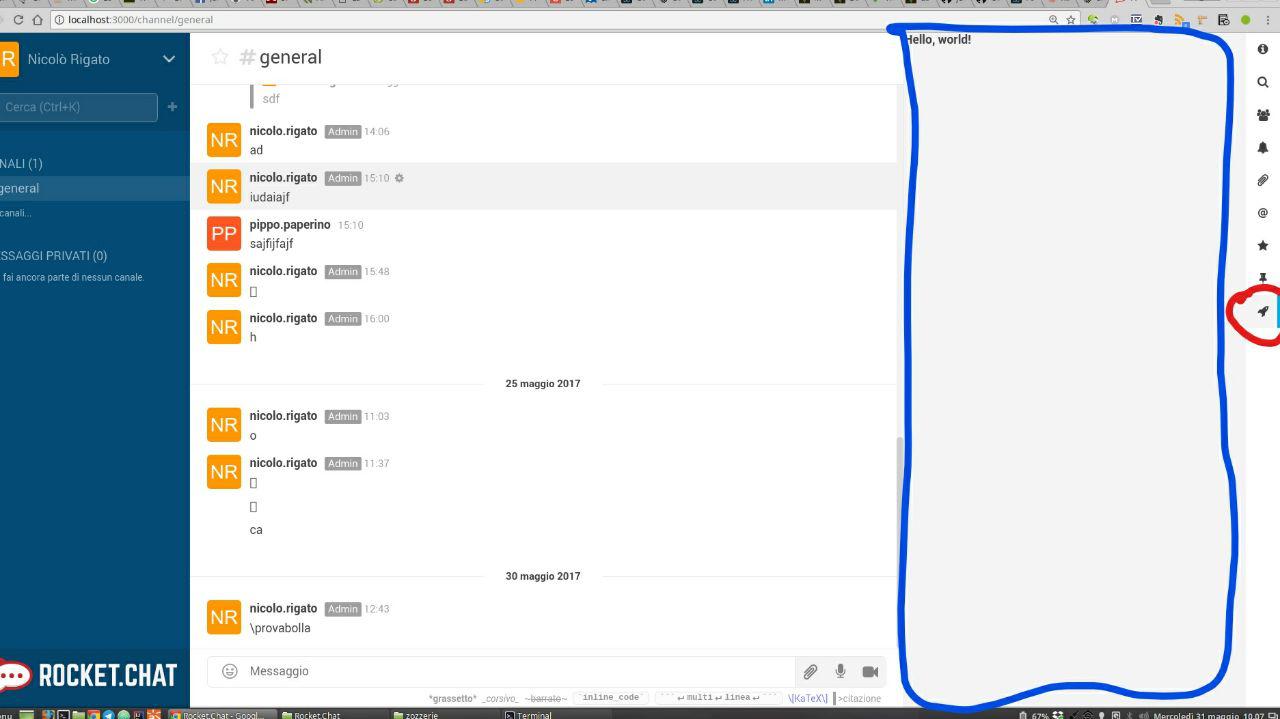 localhost:3000/channel/general
R Nicolò Rigato
Cerca (Ctrl+K)
NALI (1)
general
canali...
SSAGGI PRIVATI (0)
fai ancora parte di nessun canale.
ROCKET.CHAT
# general
sdf
NR nicolo.rigato Admin 14:06
ad
NR nicolo.rigato Admin 15:10
iudaiajf
PP pippo.paperino 15:10
sajfijfajf
NR nicolo.rigato Admin 15:48
NR nicolo.rigato Admin 16:00
h
25 maggio 2017
NR nicolo.rigato Admin 11:03
o
NR nicolo.rigato Admin 11:37
ca
30 maggio 2017
NR nicolo.rigato Admin 12:43
\provabolla
Messaggio
*grassetto* _corsivo_ ~barrato~ `inline_code` ```↵multi↵linea↵``` \[KaTeX\] >citazione
Hello, world!
enu Rocket.Chat - Googl... Rocket.Chat zozzerie Terminal 67% Mercoledì 31 maggio, 10.07